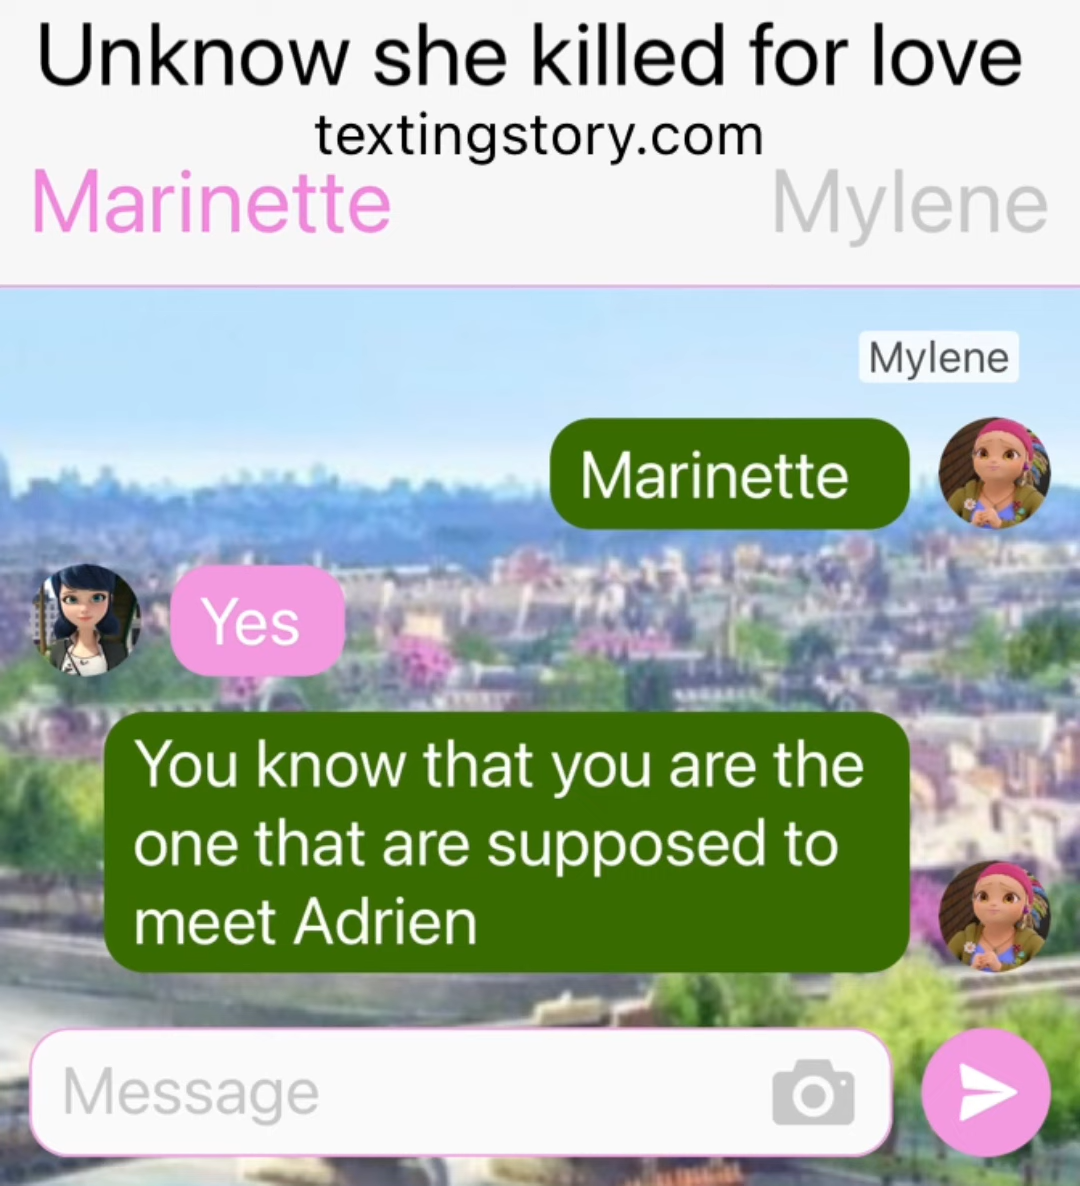 Unknow she killed for love
textingstory.com
Marinette Mylene
Mylene
Marinette
Yes
You know that you are the
one that are supposed to
meet Adrien
Message